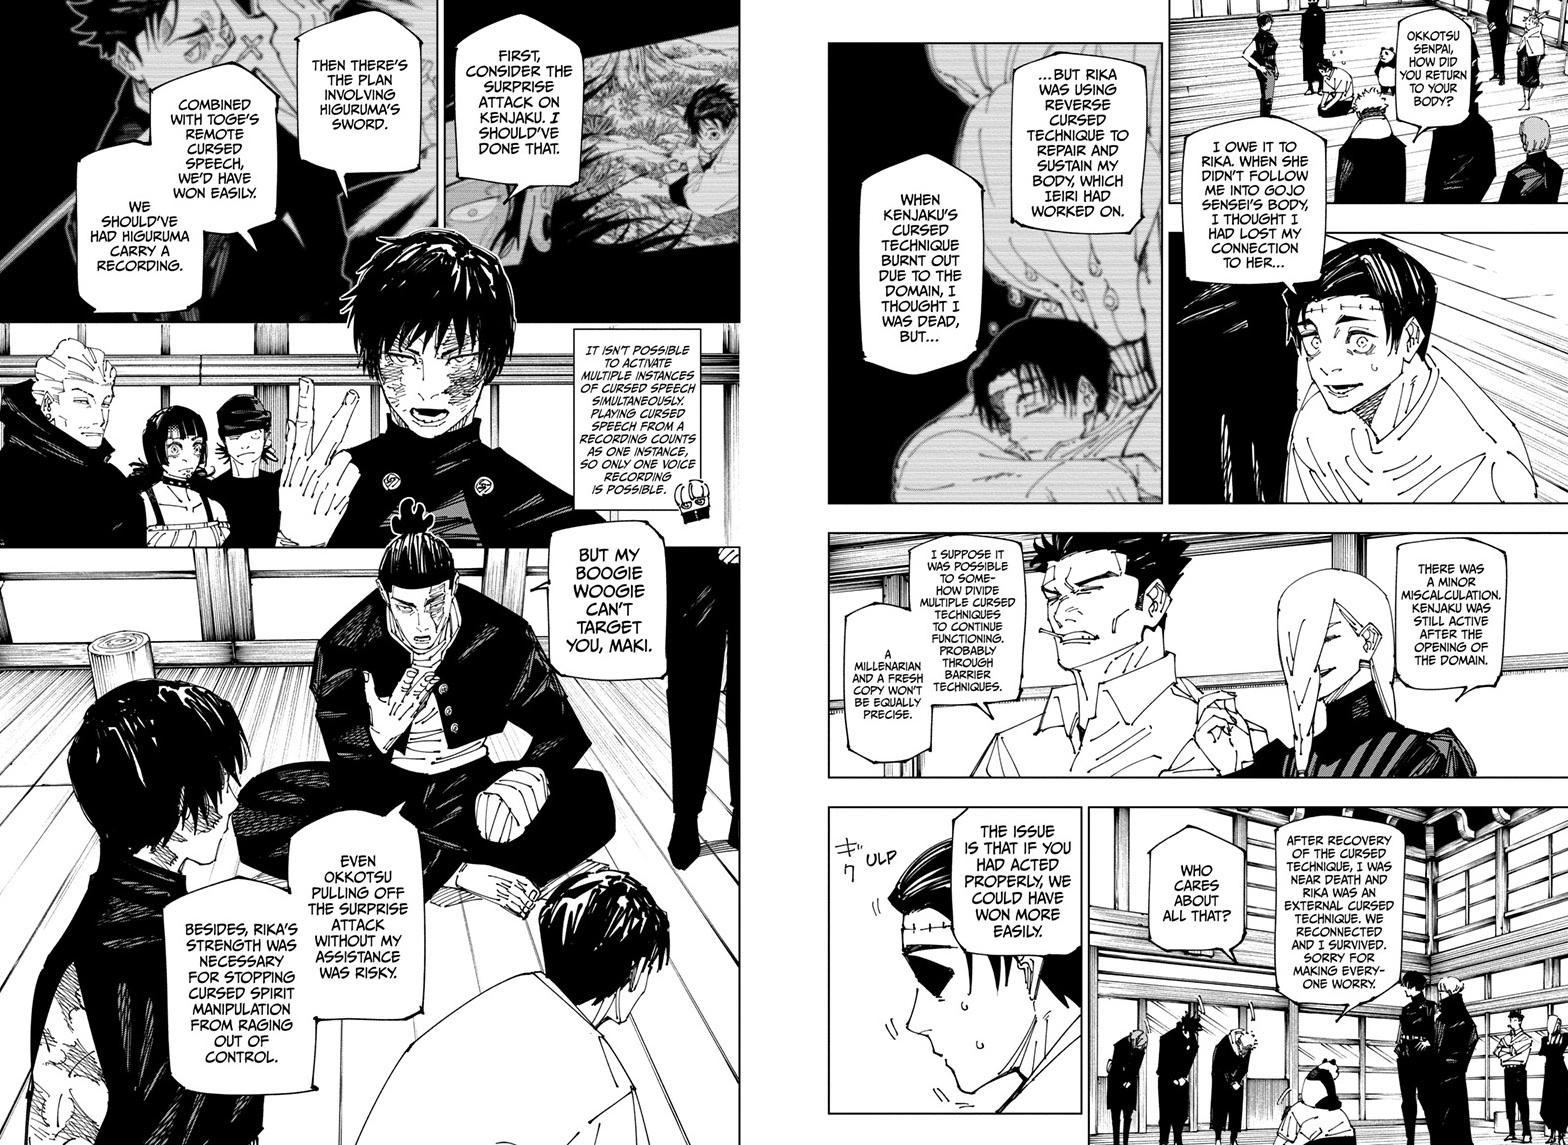 OKKOTSU
SENPAI,
HOW DID
YOU RETURN
TO YOUR
BODY?
I OWE IT TO
RIKA. WHEN SHE
DIDN'T FOLLOW
ME INTO GOJO
SENSEI'S BODY,
I THOUGHT I
HAD LOST MY
CONNECTION
TO HER...
...BUT RIKA
WAS USING
REVERSE
CURSED
TECHNIQUE TO
REPAIR AND
SUSTAIN MY
BODY, WHICH
IEIRI HAD
WORKED ON.
WHEN
KENJAKU'S
CURSED
TECHNIQUE
BURNT OUT
DUE TO THE
DOMAIN, I
THOUGHT I
WAS DEAD,
BUT...
THERE WAS
A MINOR
MISCALCULATION.
KENJAKU WAS
STILL ACTIVE
AFTER THE
OPENING OF
THE DOMAIN.
I SUPPOSE IT
WAS POSSIBLE
TO SOME-
HOW DIVIDE
MULTIPLE CURSED
TECHNIQUES
TO CONTINUE
FUNCTIONING.
PROBABLY
THROUGH
BARRIER
TECHNIQUES.
A
MILLENARIAN
AND A FRESH
COPY WON'T
BE EQUALLY
PRECISE.
AFTER RECOVERY
OF THE CURSED
TECHNIQUE, I WAS
NEAR DEATH AND
RIKA WAS AN
EXTERNAL CURSED
TECHNIQUE. WE
RECONNECTED
AND I SURVIVED.
SORRY FOR
MAKING EVERY-
ONE WORRY.
WHO
CARES
ABOUT
ALL THAT?
THE ISSUE
IS THAT IF YOU
HAD ACTED
PROPERLY, WE
COULD HAVE
WON MORE
EASILY.
ギク
ULP
FIRST,
CONSIDER THE
SURPRISE
ATTACK ON
KENJAKU. I
SHOULD'VE
DONE THAT.
THEN THERE'S
THE PLAN
INVOLVING
HIGURUMA'S
SWORD.
COMBINED
WITH TOGE'S
REMOTE
CURSED
SPEECH,
WE'D HAVE
WON EASILY.
WE
SHOULD'VE
HAD HIGURUMA
CARRY A
RECORDING.
IT ISN'T POSSIBLE
TO ACTIVATE
MULTIPLE INSTANCES
OF CURSED SPEECH
SIMULTANEOUSLY.
PLAYING CURSED
SPEECH FROM A
RECORDING COUNTS
AS ONE INSTANCE,
SO ONLY ONE VOICE
RECORDING
IS POSSIBLE.
BUT MY
BOOGIE
WOOGIE
CAN'T
TARGET
YOU, MAKI.
EVEN
OKKOTSU
PULLING OFF
THE SURPRISE
ATTACK
WITHOUT MY
ASSISTANCE
WAS RISKY.
BESIDES, RIKA'S
STRENGTH WAS
NECESSARY
FOR STOPPING
CURSED SPIRIT
MANIPULATION
FROM RAGING
OUT OF
CONTROL.